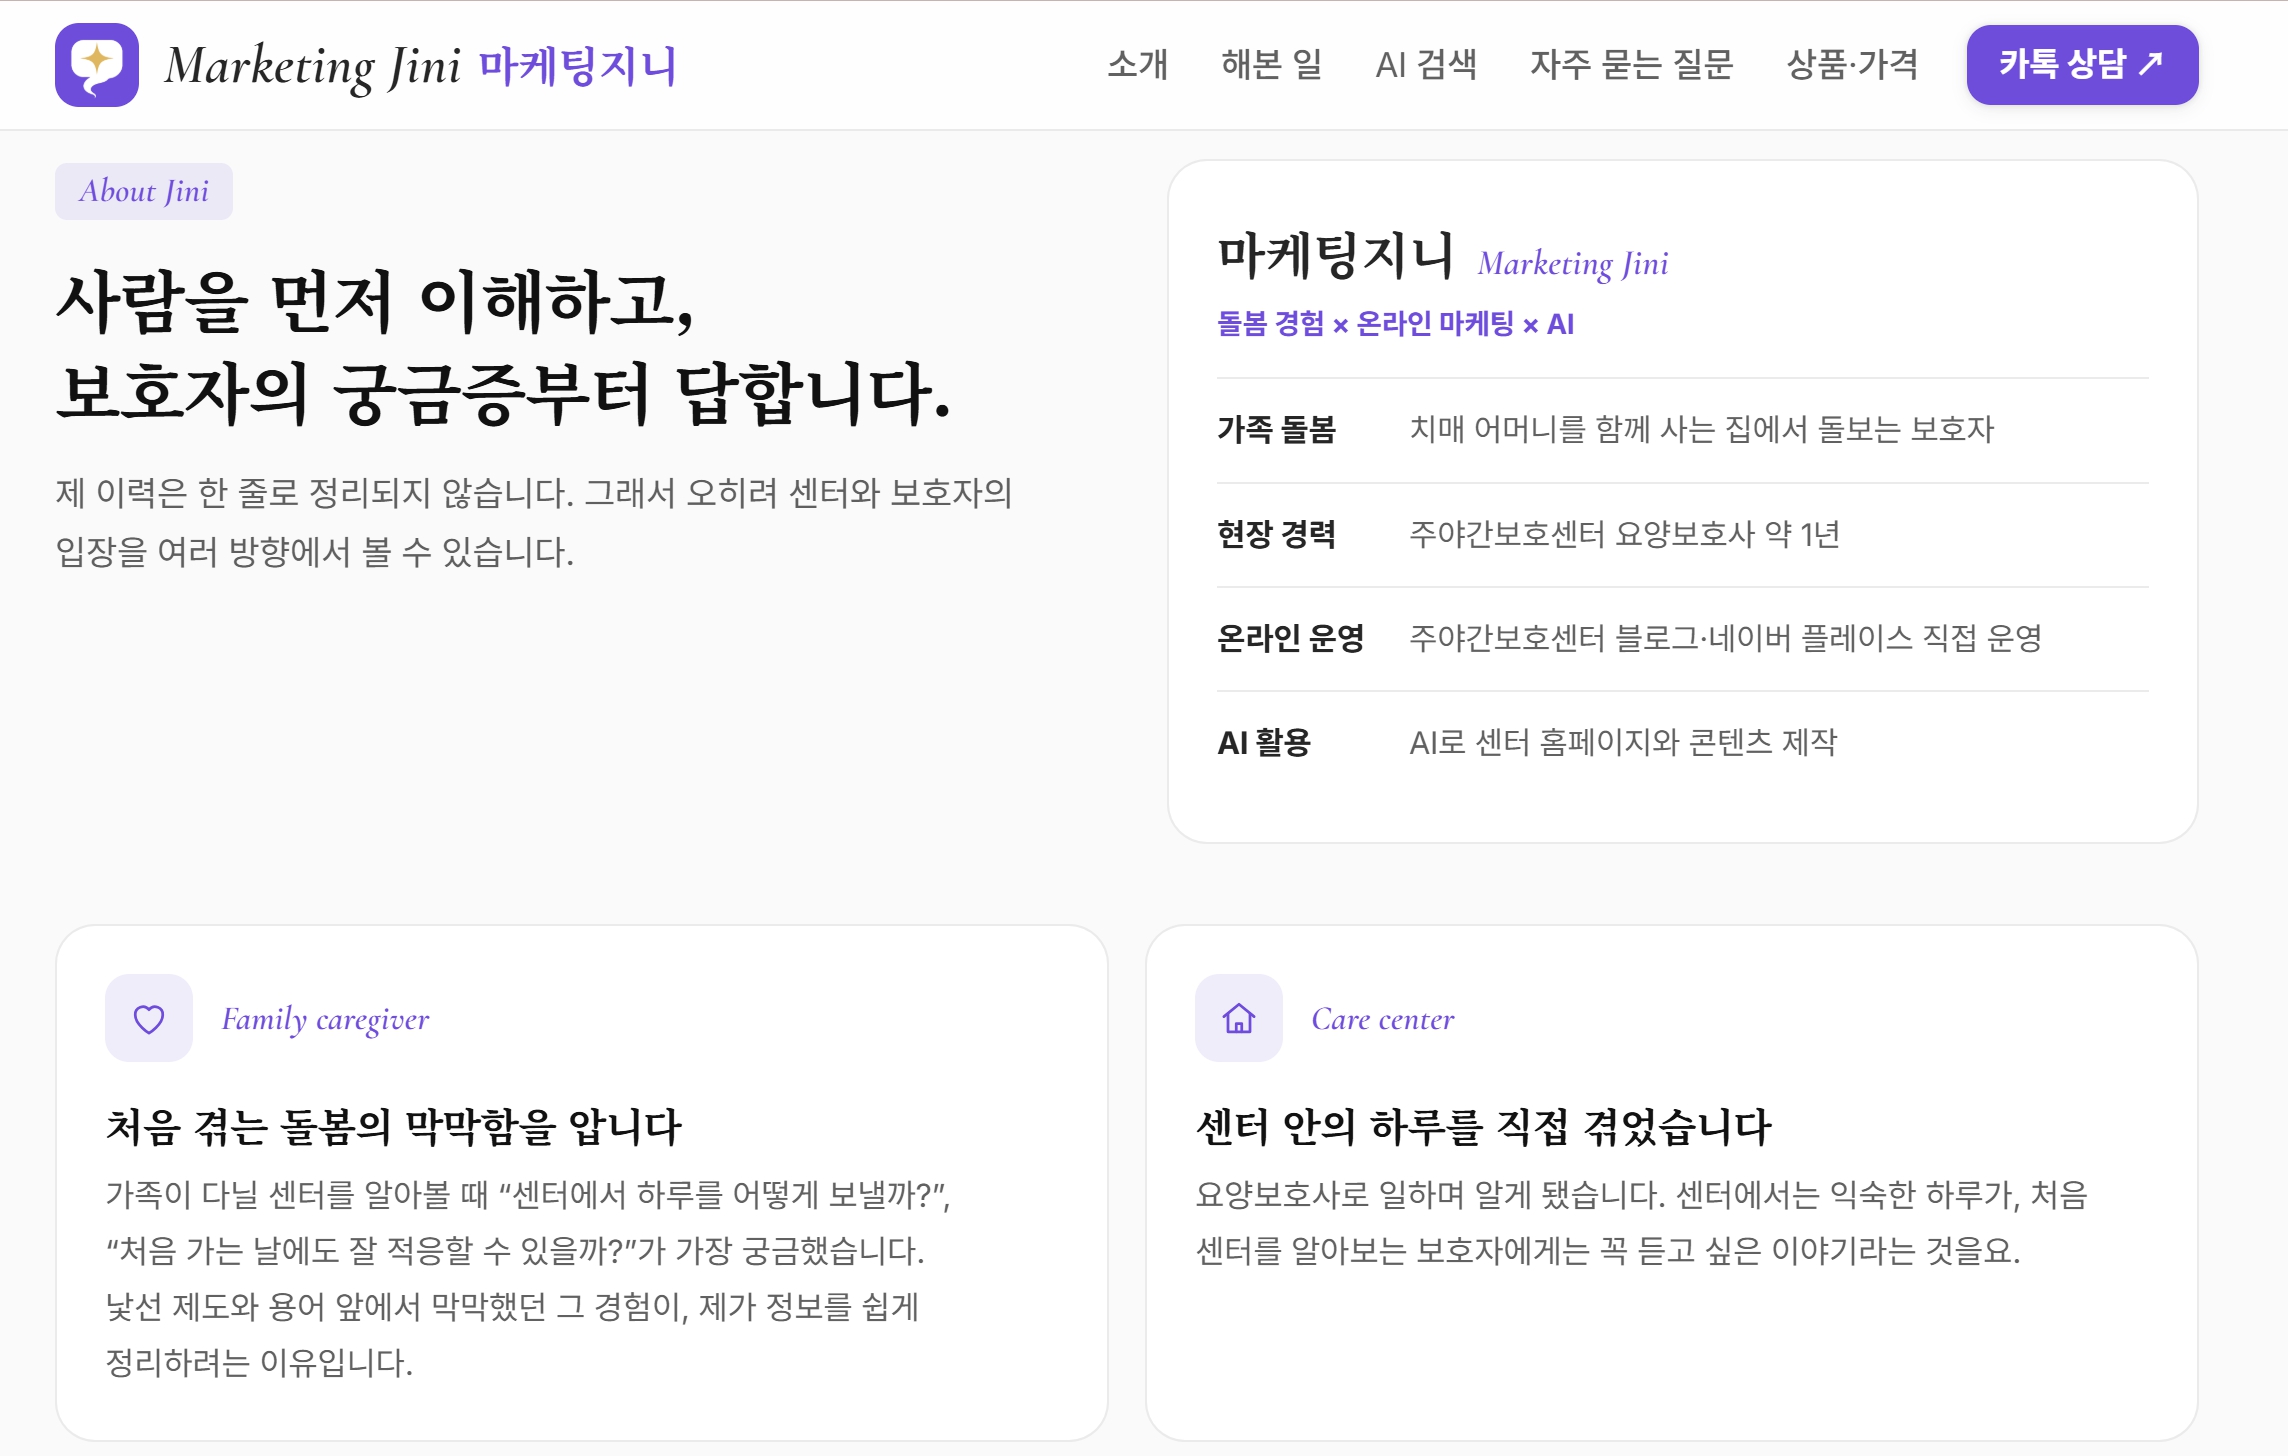 Marketing Jini 마케팅지니
소개 해본 일 AI 검색 자주 묻는 질문 상품·가격 카톡 상담 ↗
About Jini
사람을 먼저 이해하고,
보호자의 궁금증부터 답합니다.
제 이력은 한 줄로 정리되지 않습니다. 그래서 오히려 센터와 보호자의
입장을 여러 방향에서 볼 수 있습니다.
마케팅지니 Marketing Jini
돌봄 경험 × 온라인 마케팅 × AI
가족 돌봄 치매 어머니를 함께 사는 집에서 돌보는 보호자
현장 경력 주야간보호센터 요양보호사 약 1년
온라인 운영 주야간보호센터 블로그·네이버 플레이스 직접 운영
AI 활용 AI로 센터 홈페이지와 콘텐츠 제작
Family caregiver
처음 겪는 돌봄의 막막함을 압니다
가족이 다닐 센터를 알아볼 때 “센터에서 하루를 어떻게 보낼까?”,
“처음 가는 날에도 잘 적응할 수 있을까?”가 가장 궁금했습니다.
낯선 제도와 용어 앞에서 막막했던 그 경험이, 제가 정보를 쉽게
정리하려는 이유입니다.
Care center
센터 안의 하루를 직접 겪었습니다
요양보호사로 일하며 알게 됐습니다. 센터에서는 익숙한 하루가, 처음
센터를 알아보는 보호자에게는 꼭 듣고 싶은 이야기라는 것을요.